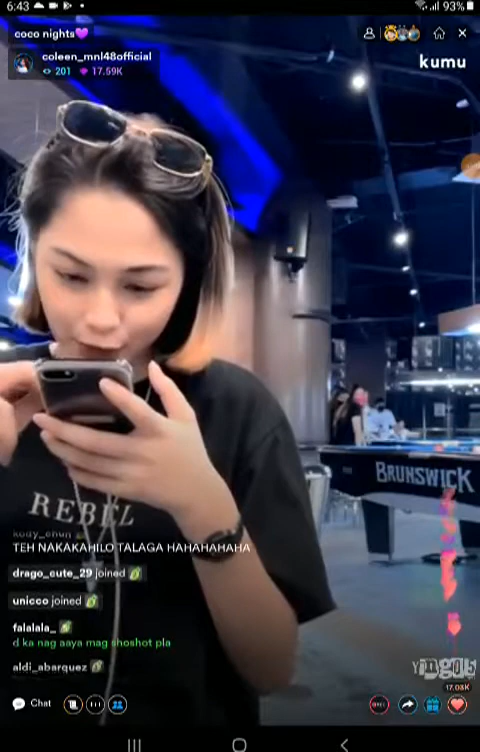 6:43
93%
coco nights
coleen_mnl48official
201 17.59K
kumu
BRUNSWICK
REBEL
TEH NAKAKAHILO TALAGA HAHAHAHAHA
drago_cute_29 joined
unicco joined
falalala_
d ka nag aaya mag shoshot pla
aldi_abarquez
17.03K
Chat